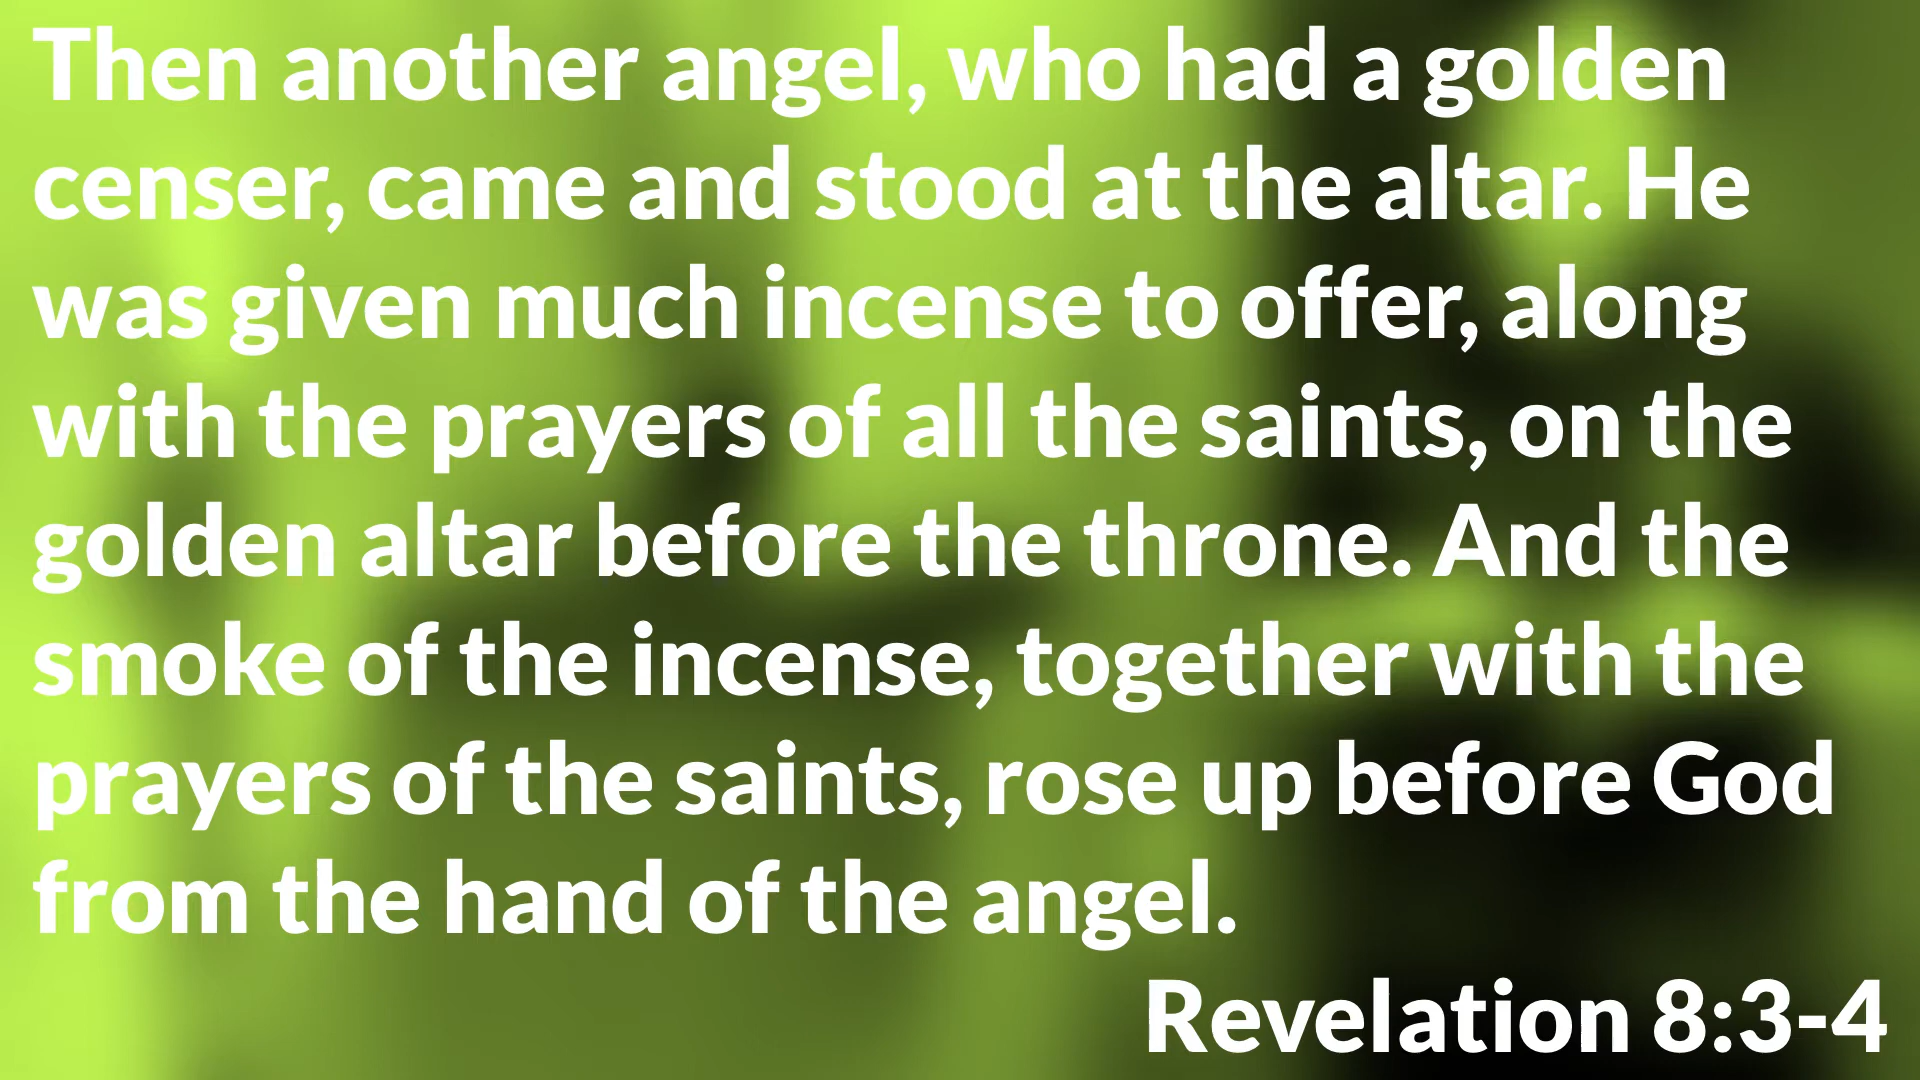 Then another angel, who had a golden
censer, came and stood at the altar. He
was given much incense to offer, along
with the prayers of all the saints, on the
golden altar before the throne. And the
smoke of the incense, together with the
prayers of the saints, rose up before God
from the hand of the angel.
Revelation 8:3-4